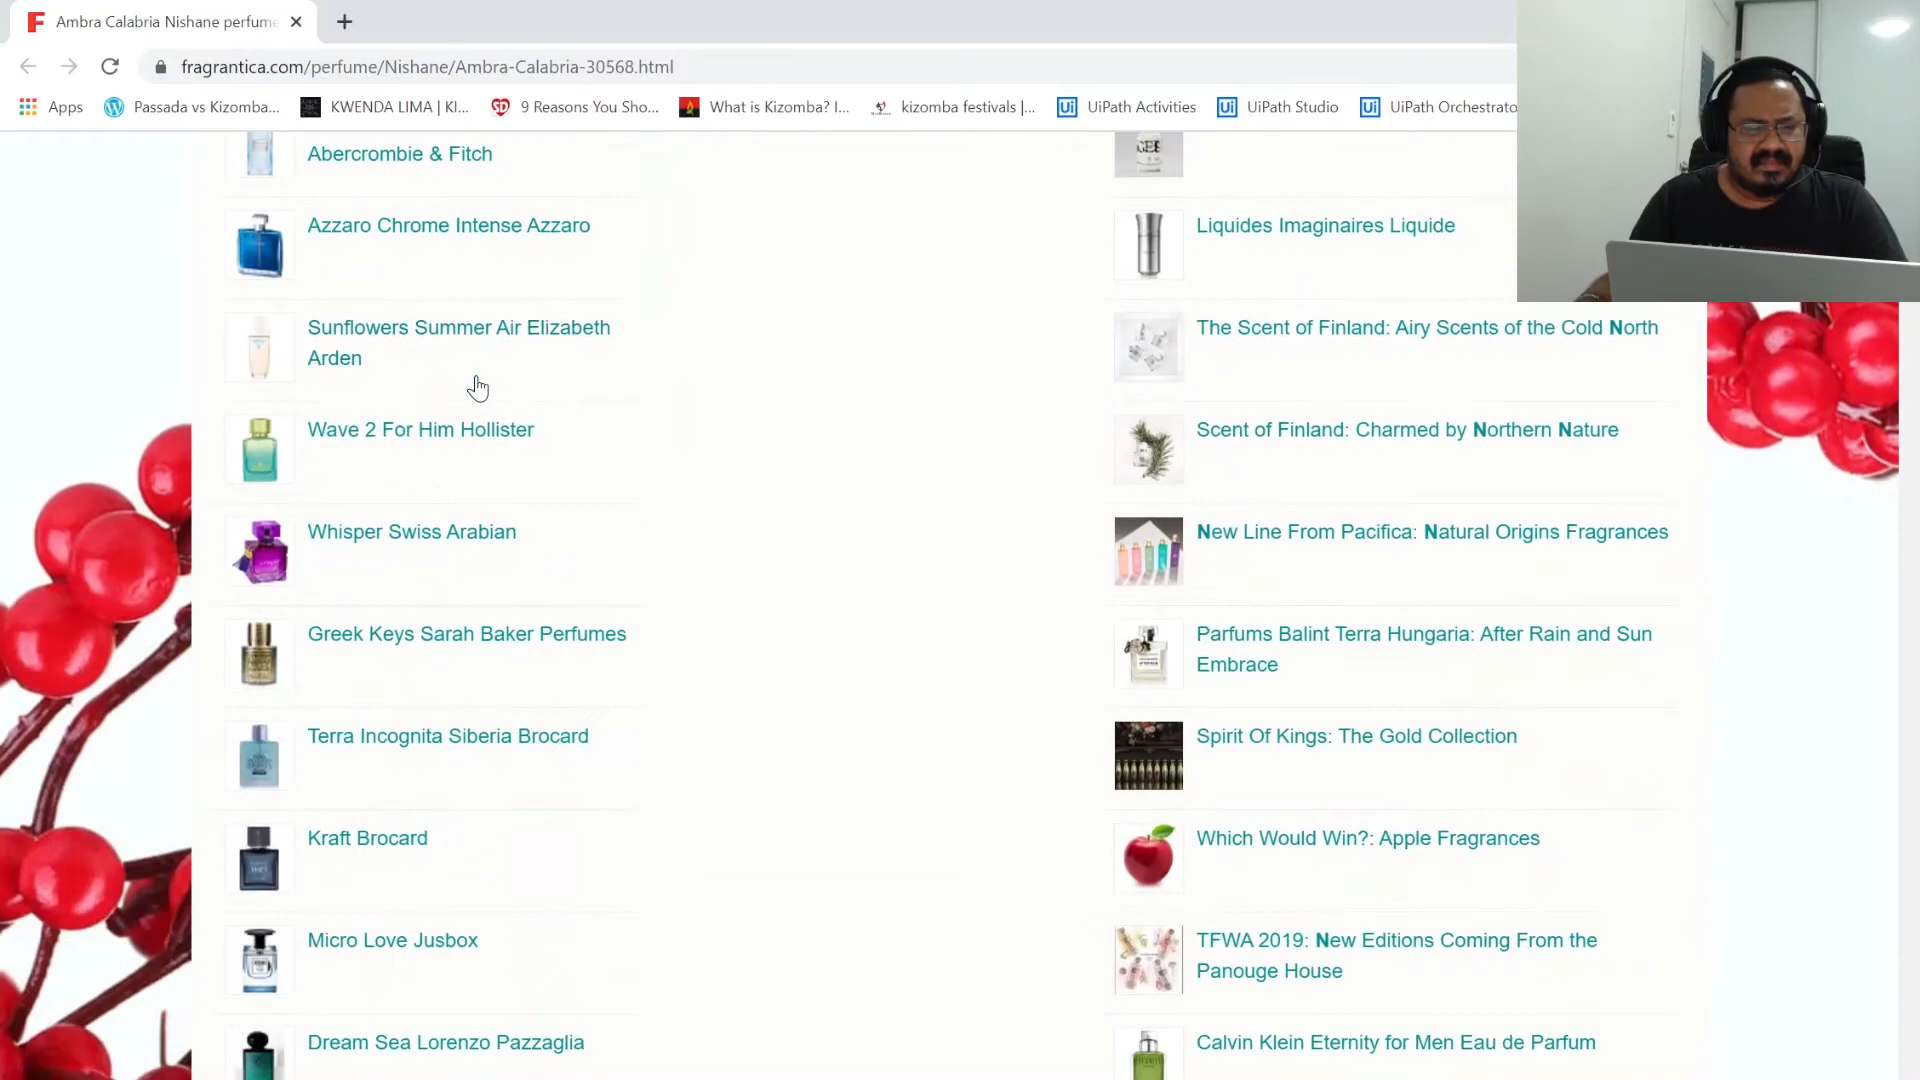 Ambra Calabria Nishane perfume
fragrantica.com/perfume/Nishane/Ambra-Calabria-30568.html
Apps
Passada vs Kizomba...
KWENDA LIMA | KI...
9 Reasons You Sho...
What is Kizomba? I...
kizomba festivals |...
UiPath Activities
UiPath Studio
UiPath Orchestrato
Abercrombie & Fitch
Azzaro Chrome Intense Azzaro
Sunflowers Summer Air Elizabeth
Arden
Wave 2 For Him Hollister
Whisper Swiss Arabian
Greek Keys Sarah Baker Perfumes
Terra Incognita Siberia Brocard
Kraft Brocard
Micro Love Jusbox
Dream Sea Lorenzo Pazzaglia
Liquides Imaginaires Liquide
The Scent of Finland: Airy Scents of the Cold North
Scent of Finland: Charmed by Northern Nature
New Line From Pacifica: Natural Origins Fragrances
Parfums Balint Terra Hungaria: After Rain and Sun
Embrace
Spirit Of Kings: The Gold Collection
Which Would Win?: Apple Fragrances
TFWA 2019: New Editions Coming From the
Panouge House
Calvin Klein Eternity for Men Eau de Parfum